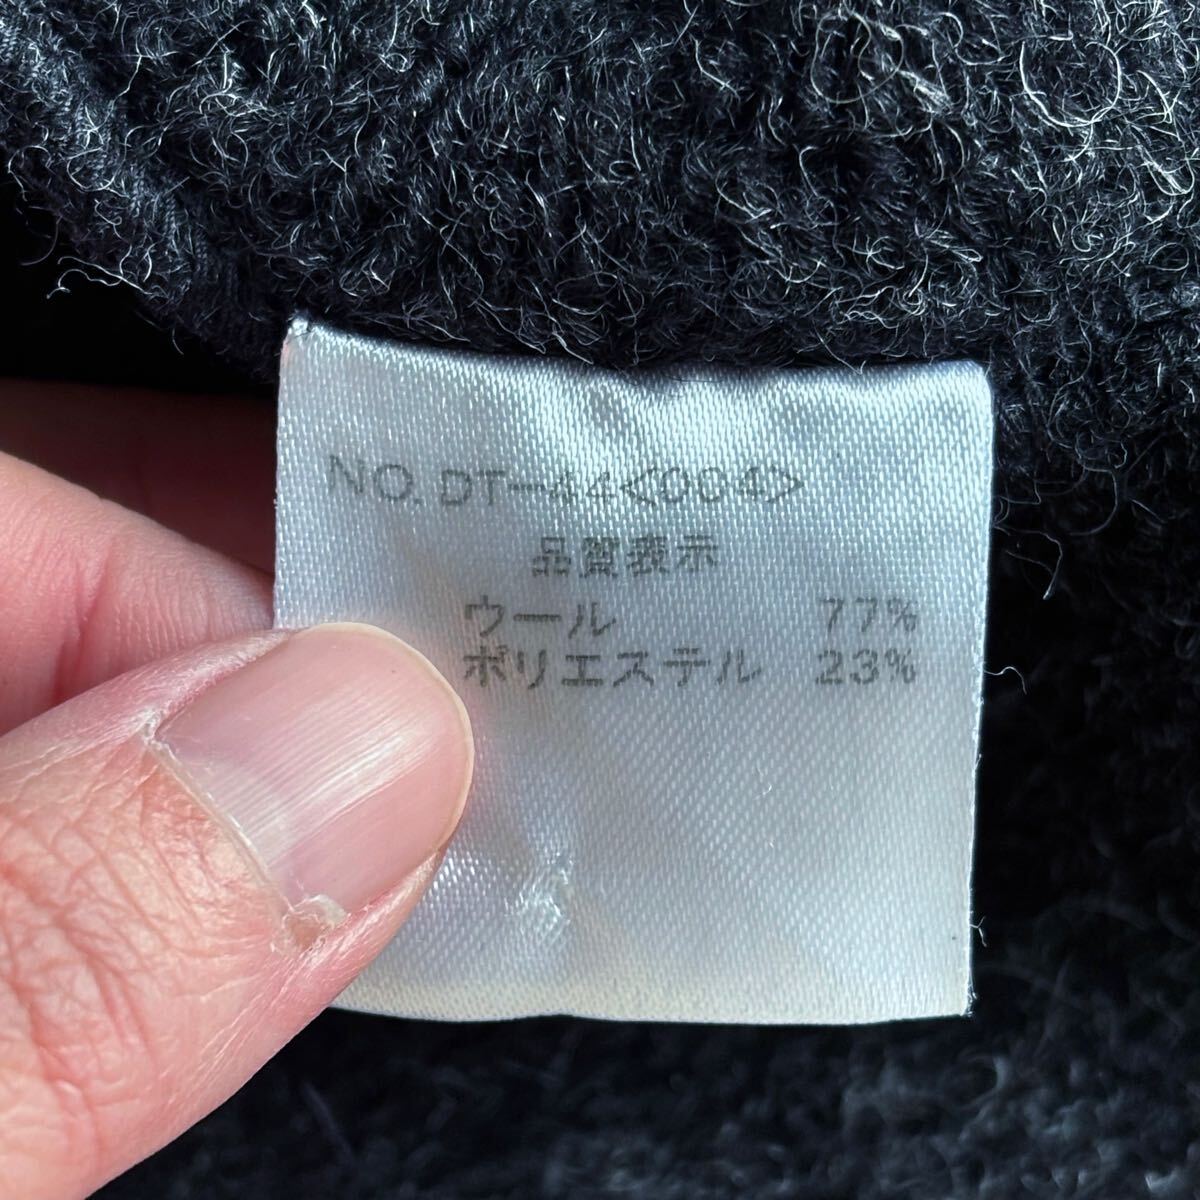 NO.DT-44<004>
品質表示
ウール 77%
ポリエステル 23%